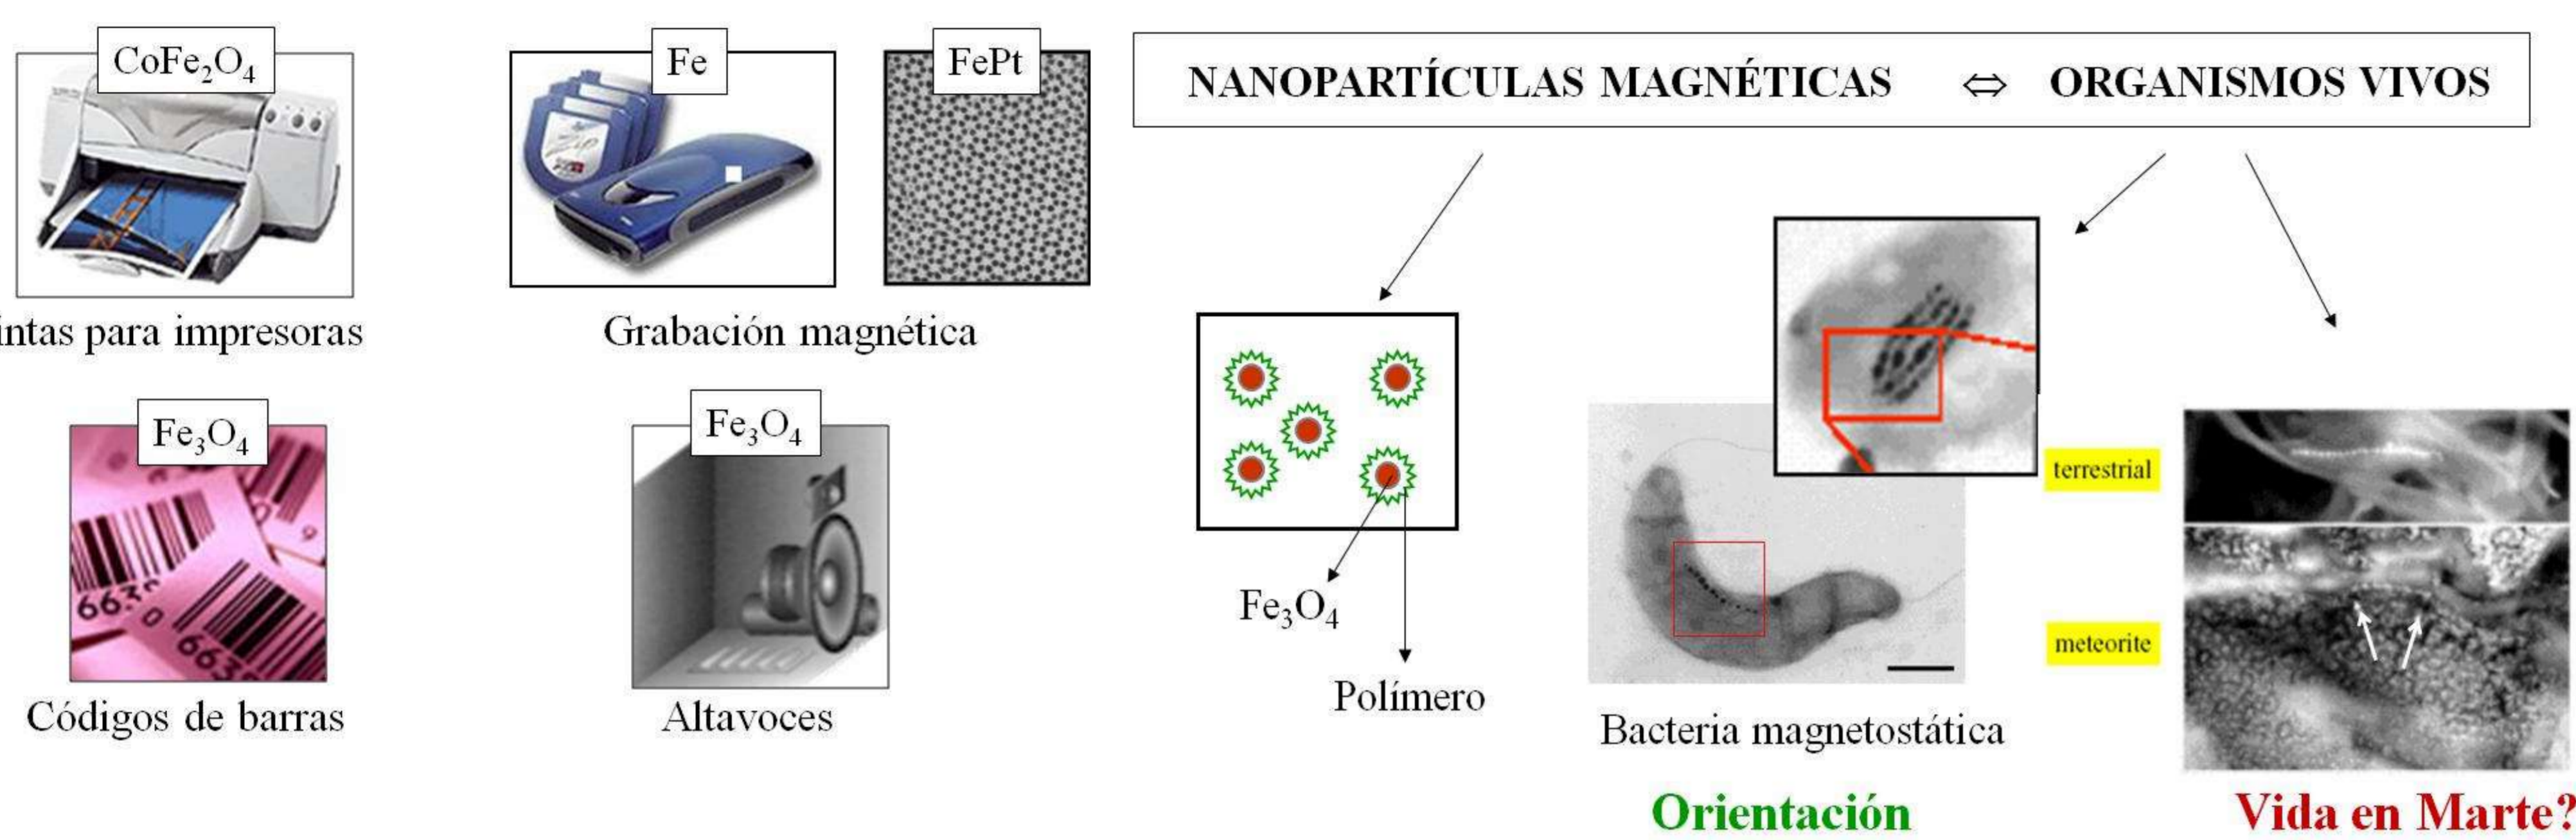 CoFe₂O₄
intas para impresoras
Fe
FePt
Grabación magnética
Fe₃O₄
Códigos de barras
Fe₃O₄
Altavoces
NANOPARTÍCULAS MAGNÉTICAS ⇔ ORGANISMOS VIVOS
Fe₃O₄
Polímero
Bacteria magnetostática
Orientación
terrestrial
meteorite
Vida en Marte?